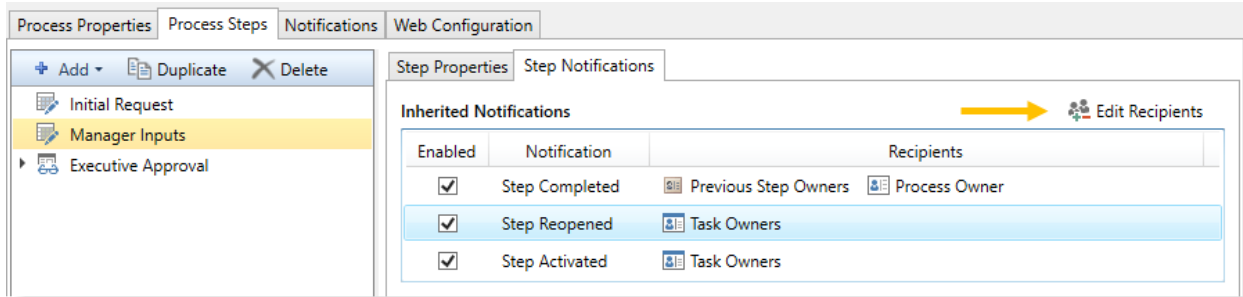 Process Properties Process Steps Notifications Web Configuration
Add Duplicate Delete
Initial Request
Manager Inputs
Executive Approval
Step Properties Step Notifications
Inherited Notifications Edit Recipients
Enabled Notification Recipients
Step Completed Previous Step Owners Process Owner
Step Reopened Task Owners
Step Activated Task Owners